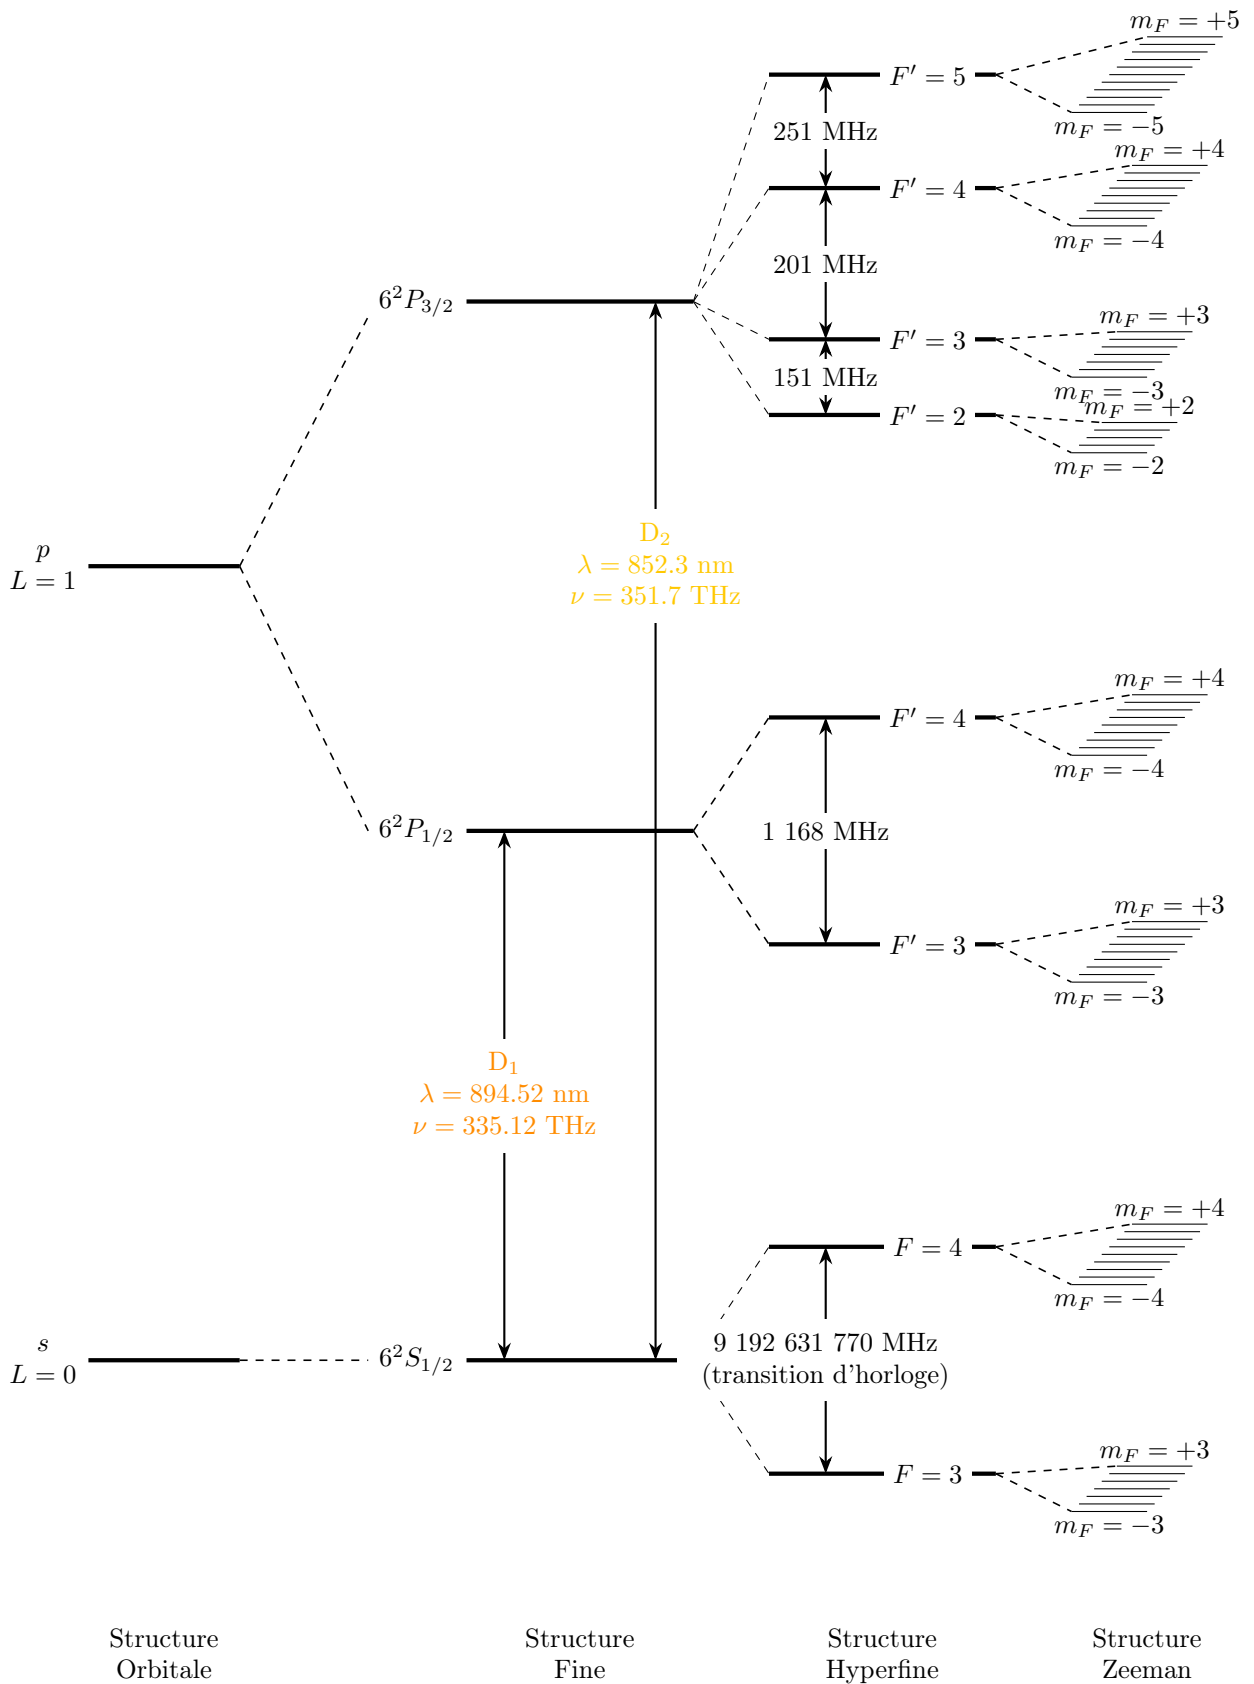 m_F = +5
F′ = 5
m_F = −5
251 MHz
m_F = +4
F′ = 4
m_F = −4
201 MHz
6²P₃/₂
m_F = +3
F′ = 3
151 MHz
m_F = −3
m_F = +2
F′ = 2
m_F = −2
D₂
λ = 852.3 nm
ν = 351.7 THz
p
L = 1
m_F = +4
F′ = 4
m_F = −4
6²P₁/₂
1 168 MHz
m_F = +3
F′ = 3
m_F = −3
D₁
λ = 894.52 nm
ν = 335.12 THz
m_F = +4
F = 4
m_F = −4
s
L = 0
6²S₁/₂
9 192 631 770 MHz
(transition d'horloge)
m_F = +3
F = 3
m_F = −3
Structure
Orbitale
Structure
Fine
Structure
Hyperfine
Structure
Zeeman